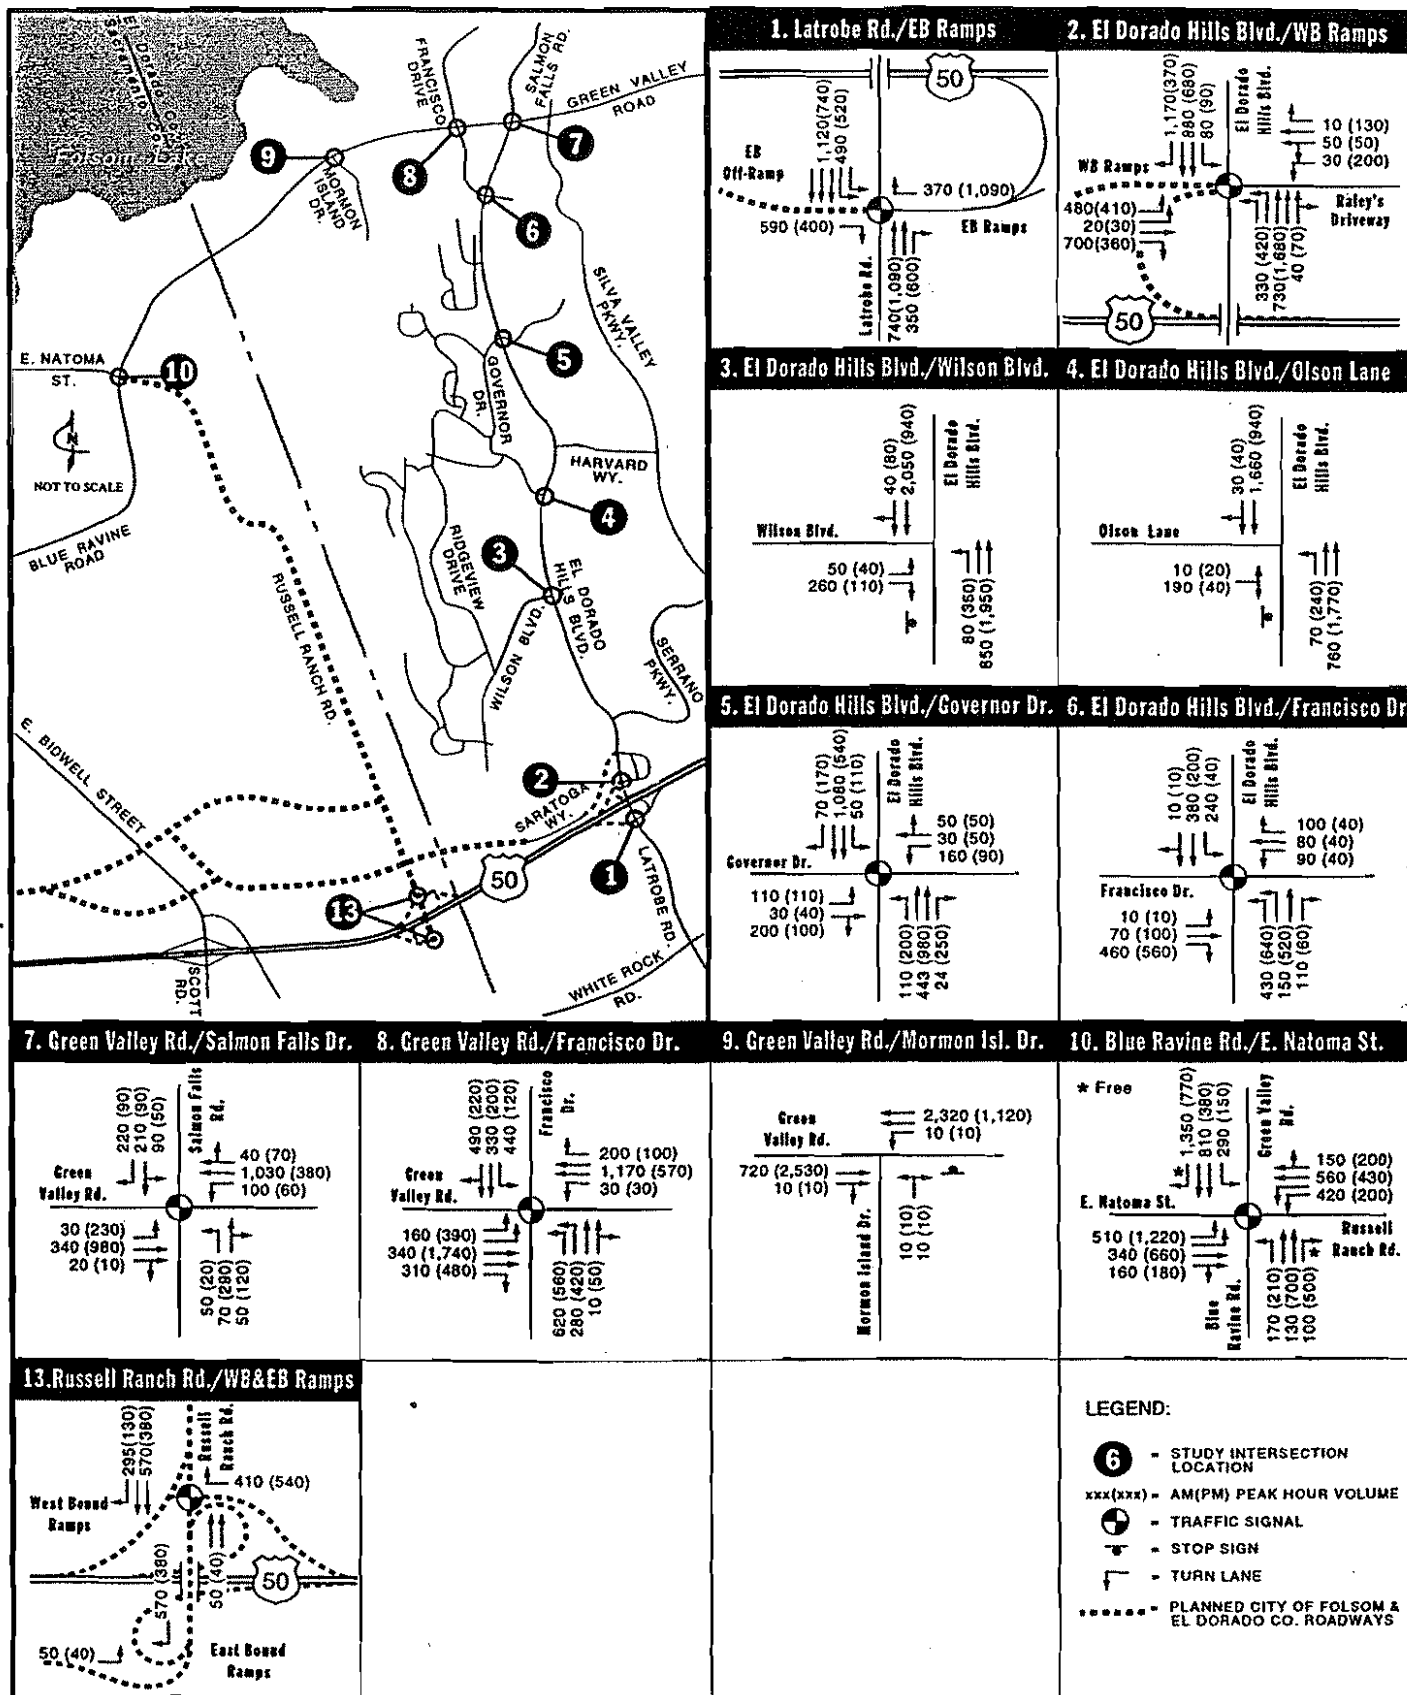 El Dorado Co.
Sacramento Co.
Folsom Lake
FRANCISCO
DRIVE
SALMON
FALLS RD.
GREEN VALLEY
ROAD
9
8
7
MORMON
ISLAND
DR.
6
SILVA VALLEY
PKWY.
5
E. NATOMA
ST.
10
GOVERNOR
DR.
N
NOT TO SCALE
HARVARD
WY.
4
BLUE RAVINE
ROAD
RIDGEVIEW
DRIVE
3
EL DORADO
HILLS BLVD.
RUSSELL RANCH RD.
WILSON BLVD.
SERRANO
PKWY.
E. BIDWELL STREET
2
SARATOGA
WY.
50
1
LATROBE RD.
13
SCOTT
RD.
WHITE ROCK
RD.
1. Latrobe Rd./EB Ramps
50
1,120(740)
490 (520)
EB
Off-Ramp
370 (1,090)
590 (400)
EB Ramps
Latrobe Rd.
740(1,090)
350 (600)
2. El Dorado Hills Blvd./WB Ramps
1,170(370)
880 (680)
80 (90)
El Dorado
Hills Blvd.
10 (130)
50 (50)
30 (200)
WB Ramps
480(410)
20(30)
700(360)
Raley's
Driveway
330 (420)
730(1,680)
40 (70)
50
3. El Dorado Hills Blvd./Wilson Blvd.
40 (80)
2,050 (940)
El Dorado
Hills Blvd.
Wilson Blvd.
50 (40)
260 (110)
80 (350)
850 (1,950)
4. El Dorado Hills Blvd./Olson Lane
30 (40)
1,660 (940)
El Dorado
Hills Blvd.
Olson Lane
10 (20)
190 (40)
70 (240)
760 (1,770)
5. El Dorado Hills Blvd./Governor Dr.
70 (170)
1,080 (540)
50 (110)
El Dorado
Hills Blvd.
50 (50)
30 (50)
160 (90)
Governor Dr.
110 (110)
30 (40)
200 (100)
110 (200)
443 (980)
24 (250)
6. El Dorado Hills Blvd./Francisco Dr
10 (10)
380 (200)
240 (40)
El Dorado
Hills Blvd.
100 (40)
80 (40)
90 (40)
Francisco Dr.
10 (10)
70 (100)
460 (560)
430 (640)
150 (520)
110 (60)
7. Green Valley Rd./Salmon Falls Dr.
220 (90)
210 (90)
90 (50)
Salmon Falls
Rd.
40 (70)
1,030 (380)
100 (60)
Green
Valley Rd.
30 (230)
340 (980)
20 (10)
50 (20)
70 (290)
50 (120)
8. Green Valley Rd./Francisco Dr.
490 (220)
330 (200)
440 (120)
Francisco
Dr.
200 (100)
1,170 (570)
30 (30)
Green
Valley Rd.
160 (390)
340 (1,740)
310 (480)
620 (560)
280 (420)
10 (50)
9. Green Valley Rd./Mormon Isl. Dr.
Green
Valley Rd.
2,320 (1,120)
10 (10)
720 (2,530)
10 (10)
Mormon Island Dr.
10 (10)
10 (10)
10. Blue Ravine Rd./E. Natoma St.
* Free
* 1,350 (770)
810 (380)
290 (150)
Green Valley
Rd.
150 (200)
560 (430)
420 (200)
E. Natoma St.
510 (1,220)
340 (660)
160 (180)
Russell
Ranch Rd.
Blue
Ravine Rd.
170 (210)
130 (700)
100 (500) *
13.Russell Ranch Rd./WB&EB Ramps
295(130)
570(380)
Russell
Ranch Rd.
410 (540)
West Bound
Ramps
570 (380)
50 (40)
50
50 (40)
East Bound
Ramps
LEGEND:
6 - STUDY INTERSECTION
LOCATION
xxx(xxx) - AM(PM) PEAK HOUR VOLUME
- TRAFFIC SIGNAL
- STOP SIGN
- TURN LANE
- PLANNED CITY OF FOLSOM &
EL DORADO CO. ROADWAYS